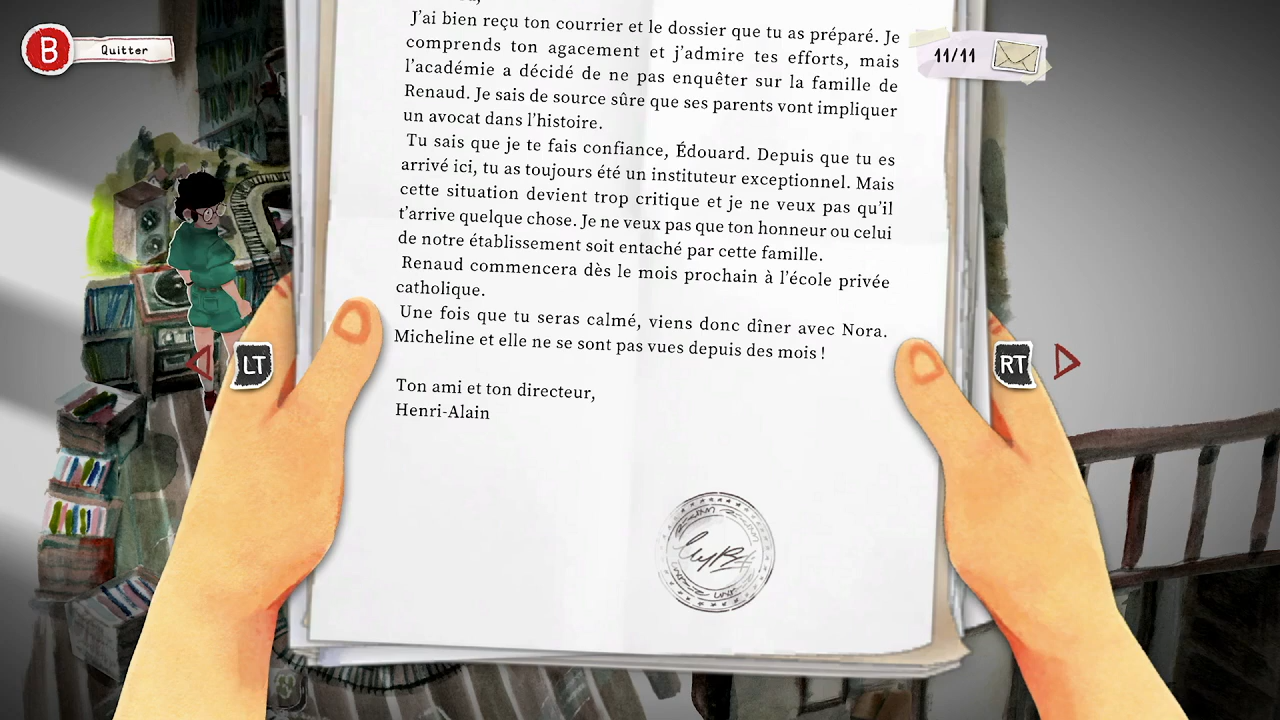 B
Quitter
11/11
J'ai bien reçu ton courrier et le dossier que tu as préparé. Je
comprends ton agacement et j'admire tes efforts, mais
l'académie a décidé de ne pas enquêter sur la famille de
Renaud. Je sais de source sûre que ses parents vont impliquer
un avocat dans l'histoire.
Tu sais que je te fais confiance, Édouard. Depuis que tu es
arrivé ici, tu as toujours été un instituteur exceptionnel. Mais
cette situation devient trop critique et je ne veux pas qu'il
t'arrive quelque chose. Je ne veux pas que ton honneur ou celui
de notre établissement soit entaché par cette famille.
Renaud commencera dès le mois prochain à l'école privée
catholique.
Une fois que tu seras calmé, viens donc dîner avec Nora.
Micheline et elle ne se sont pas vues depuis des mois !
LT
RT
Ton ami et ton directeur,
Henri-Alain